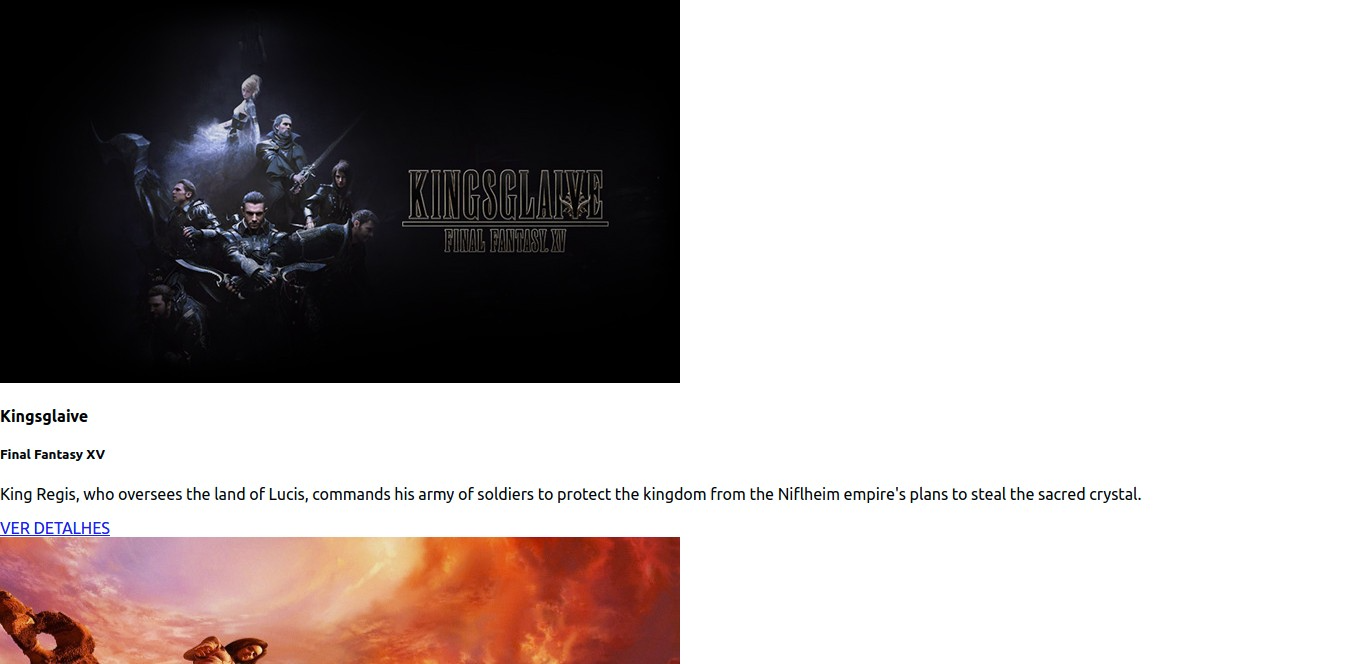 KINGSGLAIVE
FINAL FANTASY XV
Kingsglaive
Final Fantasy XV
King Regis, who oversees the land of Lucis, commands his army of soldiers to protect the kingdom from the Niflheim empire's plans to steal the sacred crystal.
VER DETALHES